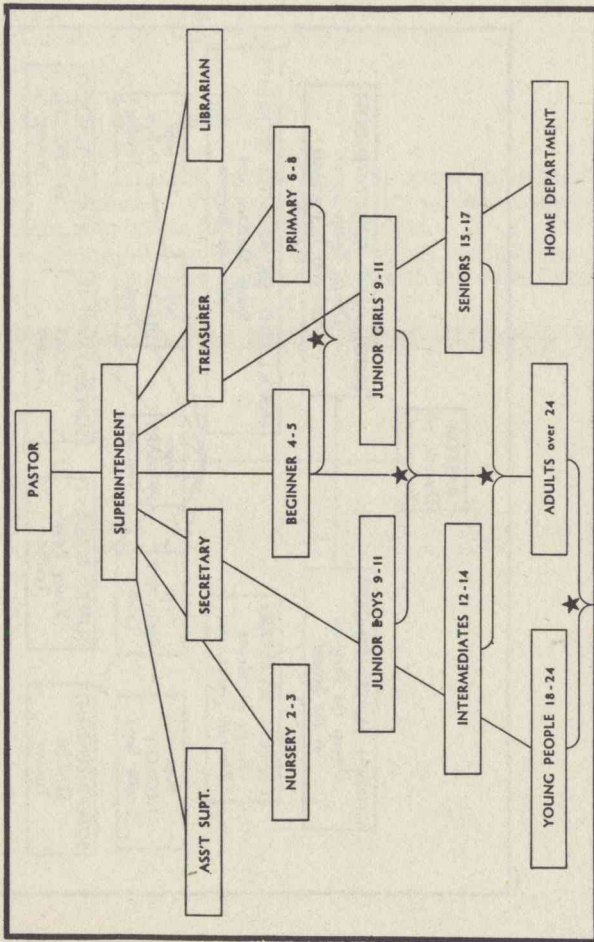 PASTOR
SUPERINTENDENT
ASS'T SUPT.
SECRETARY
TREASURER
LIBRARIAN
NURSERY 2-3
BEGINNER 4-5
PRIMARY 6-8
JUNIOR BOYS 9-11
JUNIOR GIRLS 9-11
INTERMEDIATES 12-14
SENIORS 15-17
YOUNG PEOPLE 18-24
ADULTS over 24
HOME DEPARTMENT